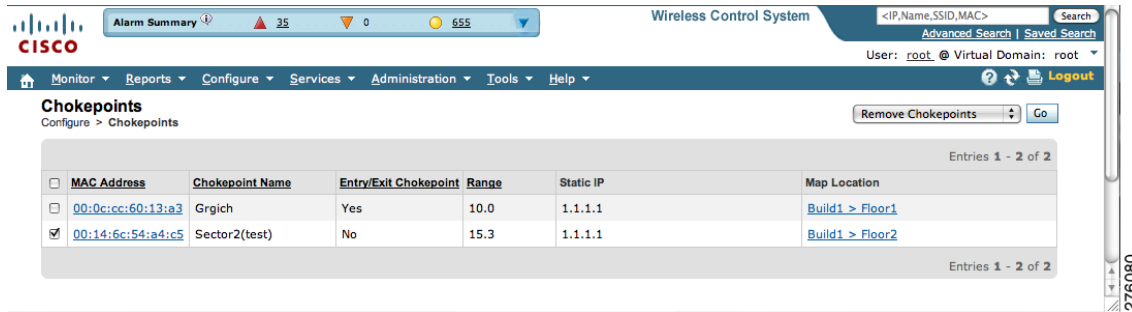 Alarm Summary 35 0 655
Wireless Control System
<IP,Name,SSID,MAC> Search
Advanced Search | Saved Search
CISCO
User: root @ Virtual Domain: root
Monitor Reports Configure Services Administration Tools Help Logout
Chokepoints
Configure > Chokepoints
Remove Chokepoints Go
Entries 1 - 2 of 2
MAC Address Chokepoint Name Entry/Exit Chokepoint Range Static IP Map Location
00:0c:cc:60:13:a3 Grgich Yes 10.0 1.1.1.1 Build1 > Floor1
00:14:6c:54:a4:c5 Sector2(test) No 15.3 1.1.1.1 Build1 > Floor2
Entries 1 - 2 of 2
276080